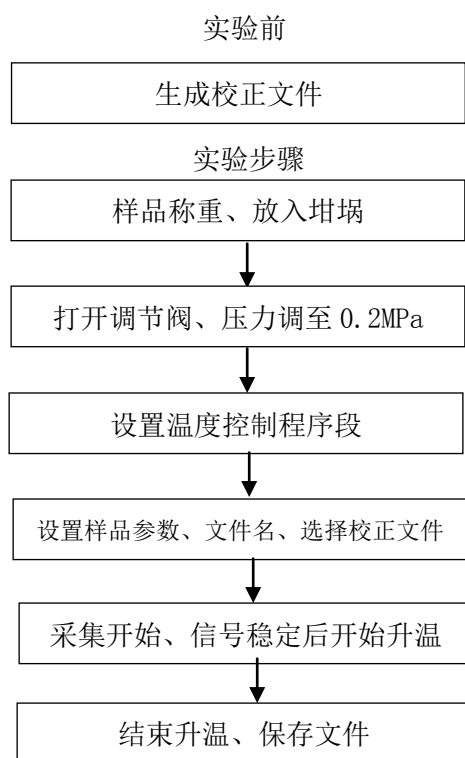 实验前
生成校正文件
实验步骤
样品称重、放入坩埚
打开调节阀、压力调至 0.2MPa
设置温度控制程序段
设置样品参数、文件名、选择校正文件
采集开始、信号稳定后开始升温
结束升温、保存文件